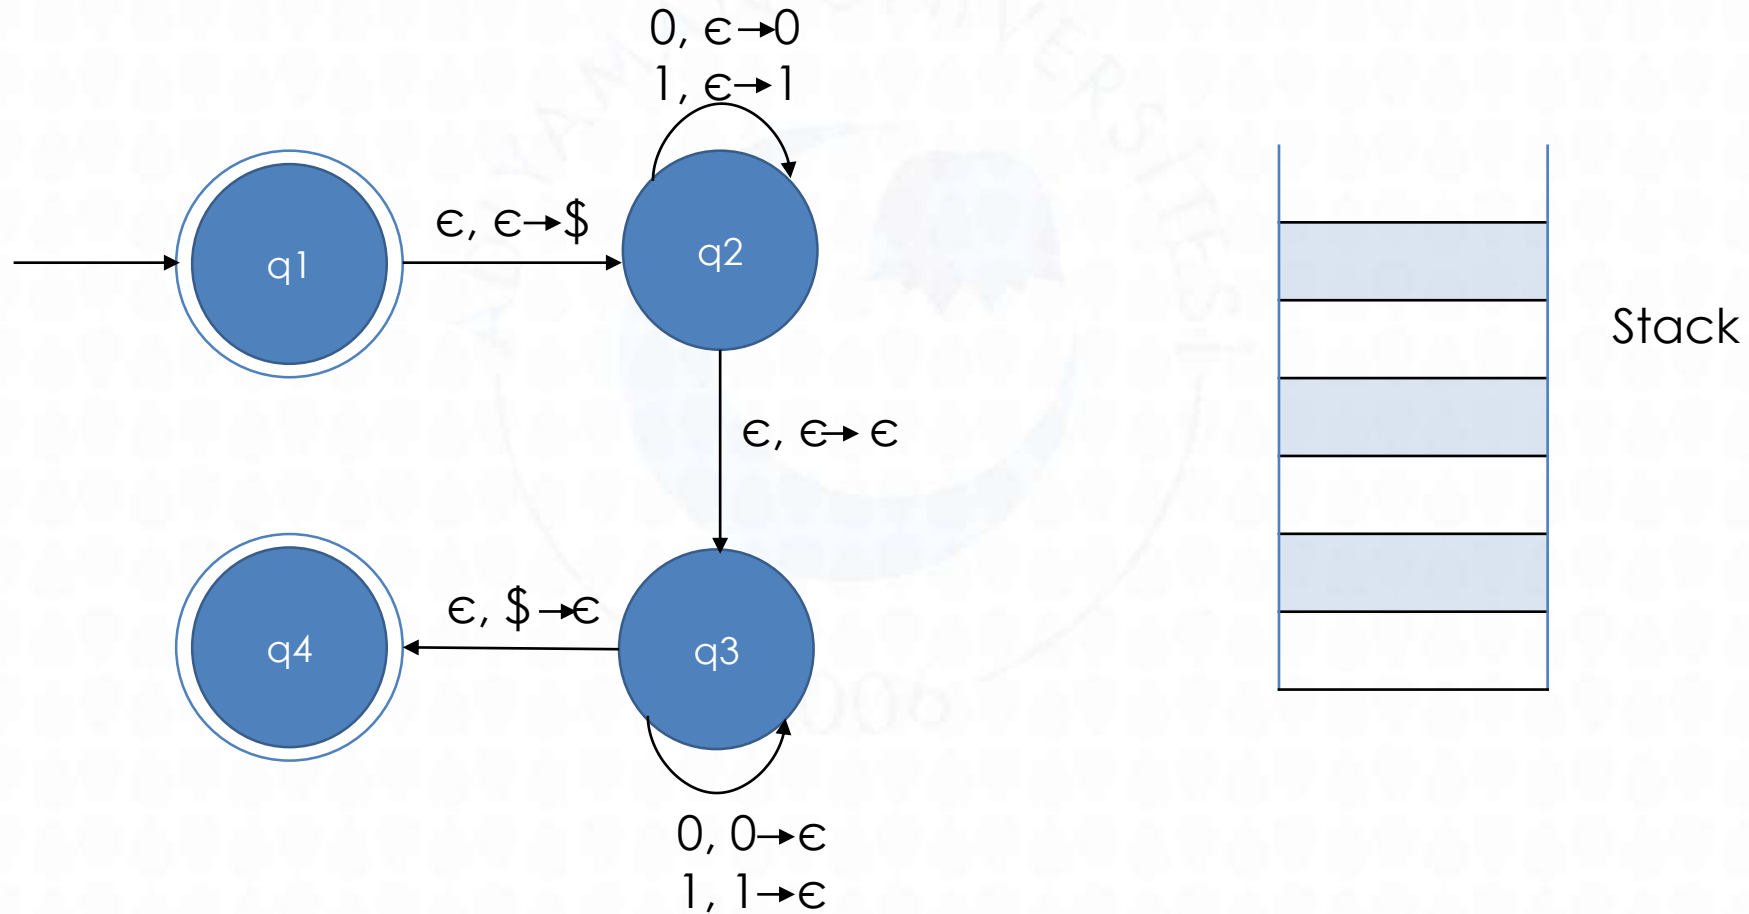 0, є→0
1, є→1
є, є→$
q1
q2
Stack
є, є→ є
є, $→є
q4
q3
0, 0→є
1, 1→є